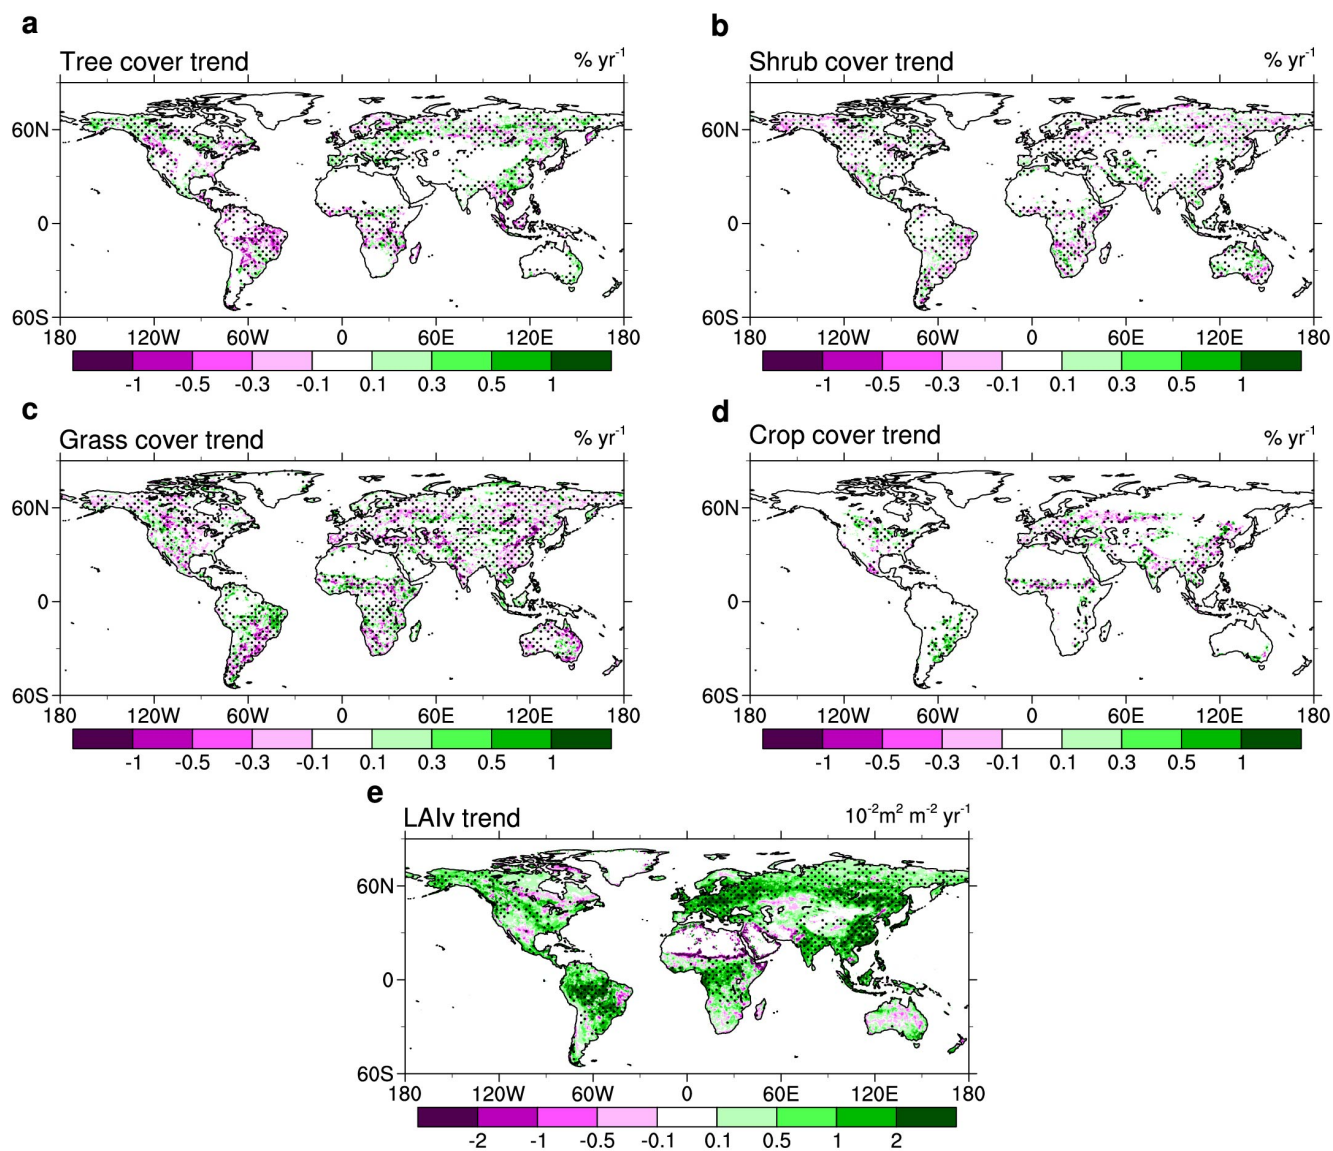 a
Tree cover trend % yr-1
60N
0
60S
180 120W 60W 0 60E 120E 180
-1 -0.5 -0.3 -0.1 0.1 0.3 0.5 1
b
Shrub cover trend % yr-1
60N
0
60S
180 120W 60W 0 60E 120E 180
-1 -0.5 -0.3 -0.1 0.1 0.3 0.5 1
c
Grass cover trend % yr-1
60N
0
60S
180 120W 60W 0 60E 120E 180
-1 -0.5 -0.3 -0.1 0.1 0.3 0.5 1
d
Crop cover trend % yr-1
60N
0
60S
180 120W 60W 0 60E 120E 180
-1 -0.5 -0.3 -0.1 0.1 0.3 0.5 1
e
LAIv trend 10-2m2 m-2 yr-1
60N
0
60S
180 120W 60W 0 60E 120E 180
-2 -1 -0.5 -0.1 0.1 0.5 1 2